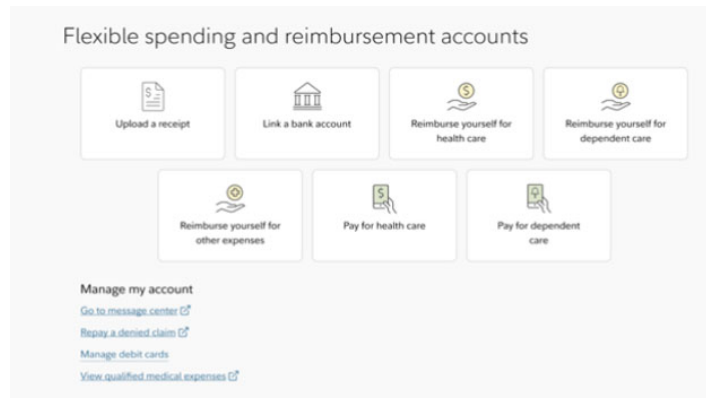 Flexible spending and reimbursement accounts
Upload a receipt
Link a bank account
Reimburse yourself for
health care
Reimburse yourself for
dependent care
Reimburse yourself for
other expenses
Pay for health care
Pay for dependent
care
Manage my account
Go to message center
Repay a denied claim
Manage debit cards
View qualified medical expenses